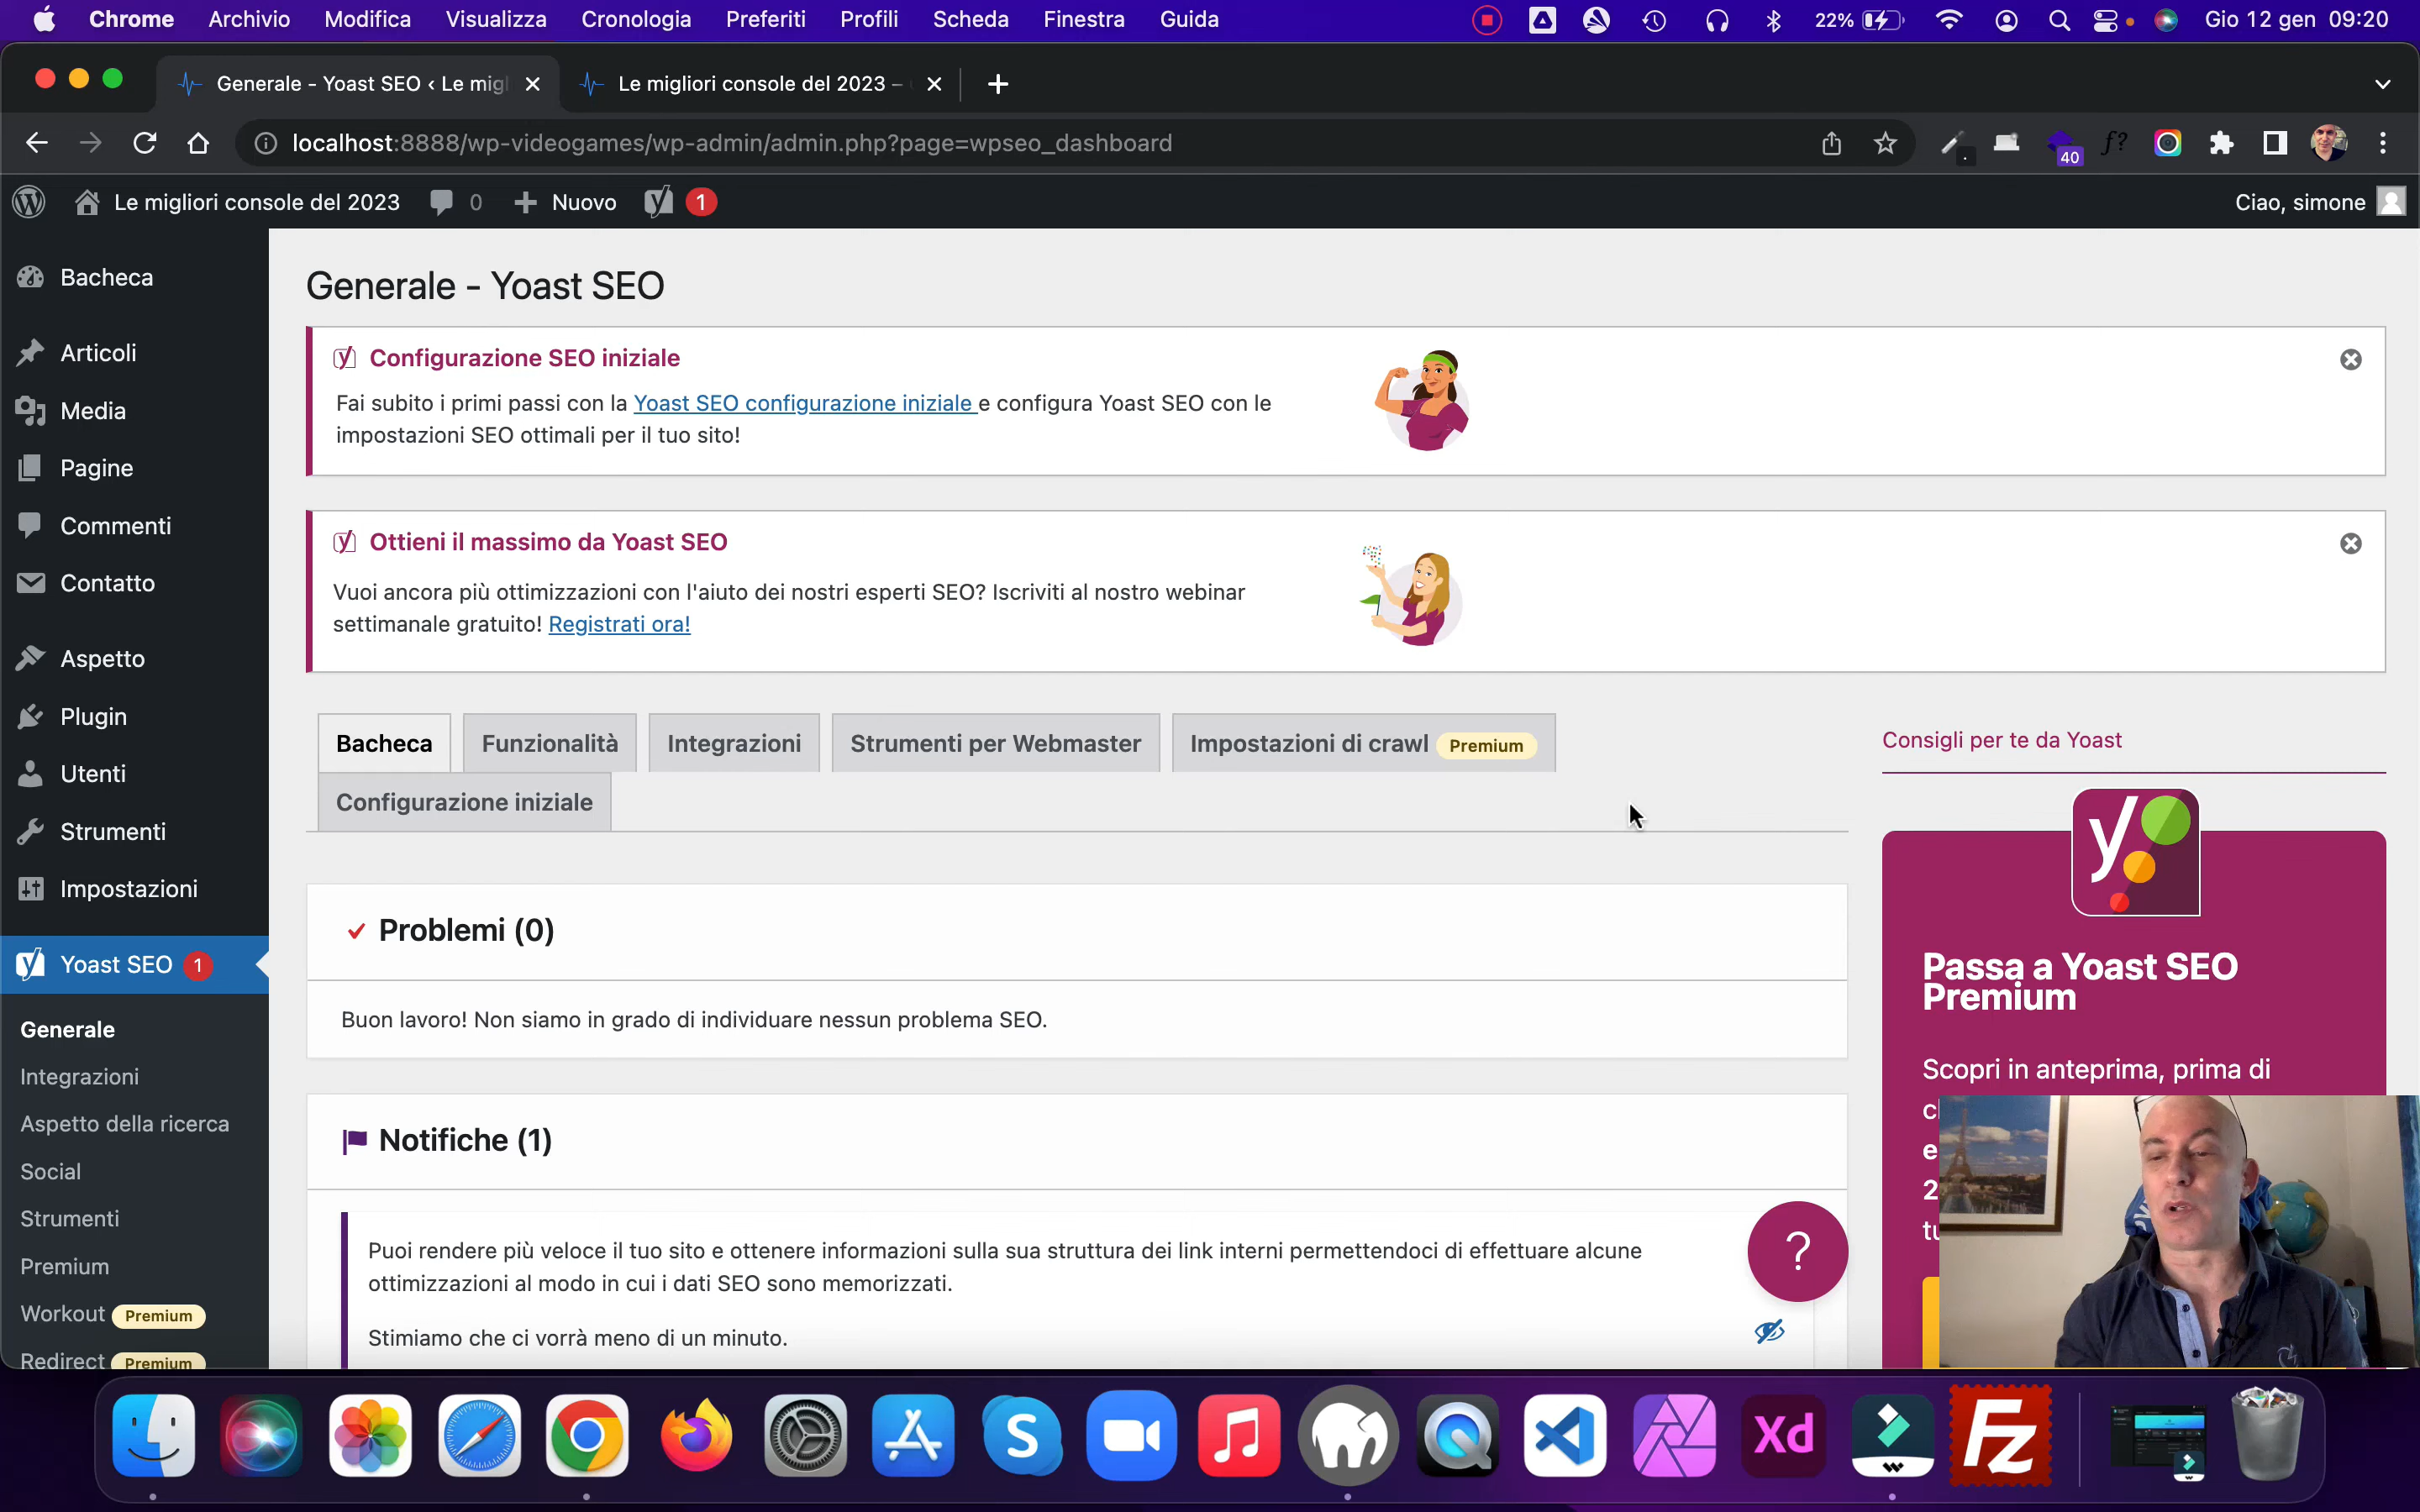 Chrome Archivio Modifica Visualizza Cronologia Preferiti Profili Scheda Finestra Guida 22% Gio 12 gen 09:20
Generale - Yoast SEO ‹ Le mig
Le migliori console del 2023 –
localhost:8888/wp-videogames/wp-admin/admin.php?page=wpseo_dashboard
40
Le migliori console del 2023 0 Nuovo 1 Ciao, simone
Bacheca
Articoli
Media
Pagine
Commenti
Contatto
Aspetto
Plugin
Utenti
Strumenti
Impostazioni
Yoast SEO 1
Generale
Integrazioni
Aspetto della ricerca
Social
Strumenti
Premium
Workout Premium
Redirect Premium
Generale - Yoast SEO
Configurazione SEO iniziale
Fai subito i primi passi con la Yoast SEO configurazione iniziale e configura Yoast SEO con le
impostazioni SEO ottimali per il tuo sito!
Ottieni il massimo da Yoast SEO
Vuoi ancora più ottimizzazioni con l'aiuto dei nostri esperti SEO? Iscriviti al nostro webinar
settimanale gratuito! Registrati ora!
Bacheca Funzionalità Integrazioni Strumenti per Webmaster Impostazioni di crawl Premium
Configurazione iniziale
Problemi (0)
Buon lavoro! Non siamo in grado di individuare nessun problema SEO.
Notifiche (1)
Puoi rendere più veloce il tuo sito e ottenere informazioni sulla sua struttura dei link interni permettendoci di effettuare alcune
ottimizzazioni al modo in cui i dati SEO sono memorizzati.
Stimiamo che ci vorrà meno di un minuto.
?
Consigli per te da Yoast
Passa a Yoast SEO
Premium
Scopri in anteprima, prima di
Xd
Fz